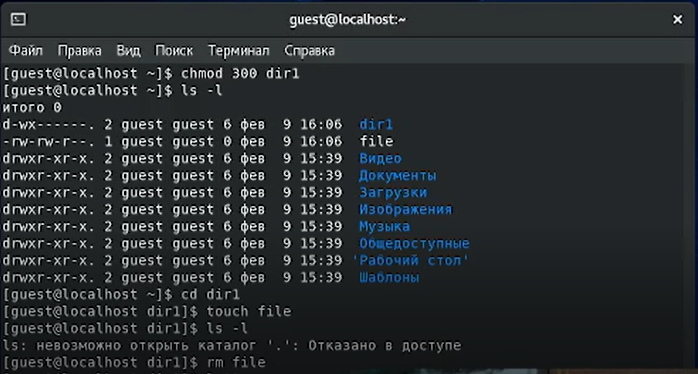 guest@localhost:~
Файл Правка Вид Поиск Терминал Справка
[guest@localhost ~]$ chmod 300 dir1
[guest@localhost ~]$ ls -l
итого 0
d-wx------. 2 guest guest 6 фев  9 16:06  dir1
-rw-rw-r--. 1 guest guest 0 фев  9 16:06  file
drwxr-xr-x. 2 guest guest 6 фев  9 15:39  Видео
drwxr-xr-x. 2 guest guest 6 фев  9 15:39  Документы
drwxr-xr-x. 2 guest guest 6 фев  9 15:39  Загрузки
drwxr-xr-x. 2 guest guest 6 фев  9 15:39  Изображения
drwxr-xr-x. 2 guest guest 6 фев  9 15:39  Музыка
drwxr-xr-x. 2 guest guest 6 фев  9 15:39  Общедоступные
drwxr-xr-x. 2 guest guest 6 фев  9 15:39 'Рабочий стол'
drwxr-xr-x. 2 guest guest 6 фев  9 15:39  Шаблоны
[guest@localhost ~]$ cd dir1
[guest@localhost dir1]$ touch file
[guest@localhost dir1]$ ls -l
ls: невозможно открыть каталог '.': Отказано в доступе
[guest@localhost dir1]$ rm file